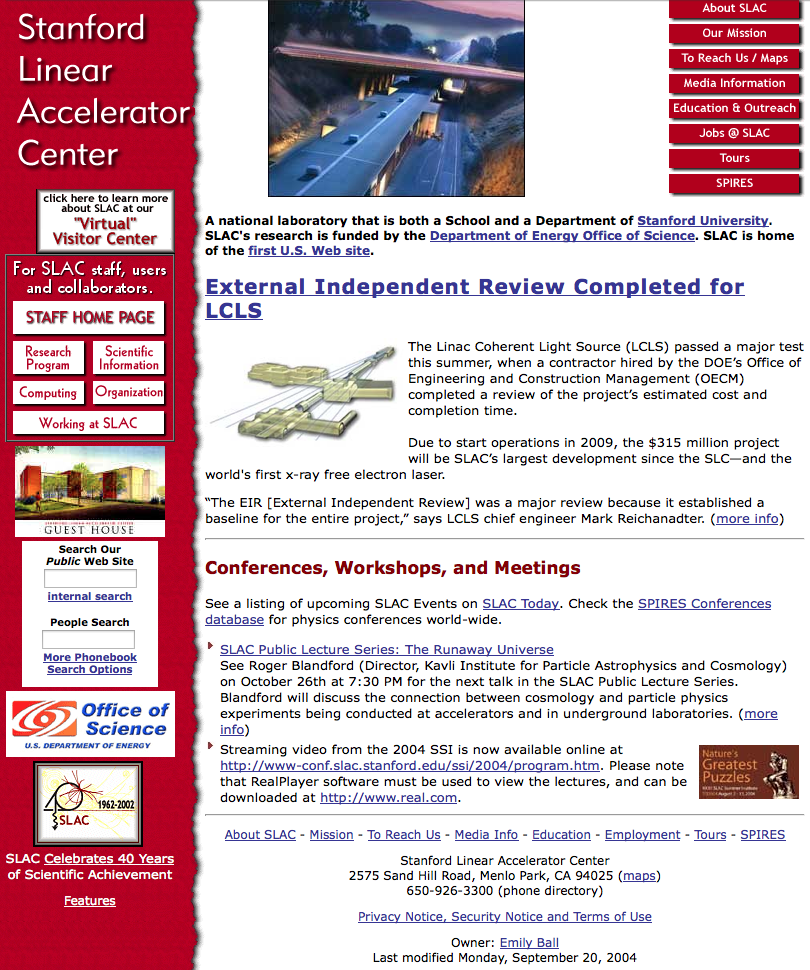 Stanford
Linear
Accelerator
Center
About SLAC
Our Mission
To Reach Us / Maps
Media Information
Education & Outreach
Jobs @ SLAC
Tours
SPIRES
click here to learn more
about SLAC at our
"Virtual"
Visitor Center
For SLAC staff, users
and collaborators.
STAFF HOME PAGE
Research
Program
Scientific
Information
Computing
Organization
Working at SLAC
STANFORD LINEAR ACCELERATOR CENTER
GUEST HOUSE
Search Our
Public Web Site
internal search
People Search
More Phonebook
Search Options
Office of
Science
U.S. DEPARTMENT OF ENERGY
1962-2002
SLAC
SLAC Celebrates 40 Years
of Scientific Achievement
Features
A national laboratory that is both a School and a Department of Stanford University.
SLAC's research is funded by the Department of Energy Office of Science. SLAC is home
of the first U.S. Web site.
External Independent Review Completed for
LCLS
The Linac Coherent Light Source (LCLS) passed a major test
this summer, when a contractor hired by the DOE’s Office of
Engineering and Construction Management (OECM)
completed a review of the project’s estimated cost and
completion time.
Due to start operations in 2009, the $315 million project
will be SLAC’s largest development since the SLC—and the
world's first x-ray free electron laser.
“The EIR [External Independent Review] was a major review because it established a
baseline for the entire project,” says LCLS chief engineer Mark Reichanadter. (more info)
Conferences, Workshops, and Meetings
See a listing of upcoming SLAC Events on SLAC Today. Check the SPIRES Conferences
database for physics conferences world-wide.
SLAC Public Lecture Series: The Runaway Universe
See Roger Blandford (Director, Kavli Institute for Particle Astrophysics and Cosmology)
on October 26th at 7:30 PM for the next talk in the SLAC Public Lecture Series.
Blandford will discuss the connection between cosmology and particle physics
experiments being conducted at accelerators and in underground laboratories. (more
info)
Streaming video from the 2004 SSI is now available online at
http://www-conf.slac.stanford.edu/ssi/2004/program.htm. Please note
that RealPlayer software must be used to view the lectures, and can be
downloaded at http://www.real.com.
Nature's
Greatest
Puzzles
About SLAC - Mission - To Reach Us - Media Info - Education - Employment - Tours - SPIRES
Stanford Linear Accelerator Center
2575 Sand Hill Road, Menlo Park, CA 94025 (maps)
650-926-3300 (phone directory)
Privacy Notice, Security Notice and Terms of Use
Owner: Emily Ball
Last modified Monday, September 20, 2004